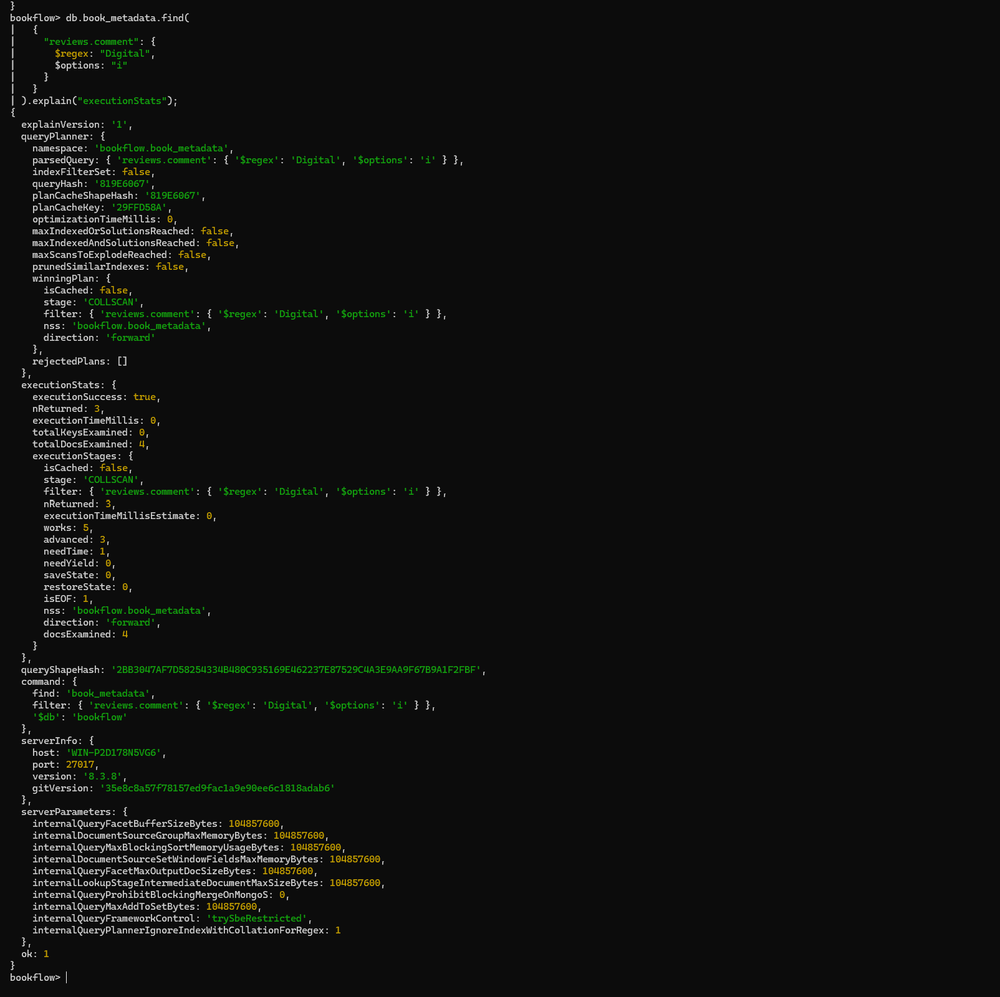 }
bookflow> db.book_metadata.find(
|   {
|     "reviews.comment": {
|       $regex: "Digital",
|       $options: "i"
|     }
|   }
| ).explain("executionStats");
{
  explainVersion: '1',
  queryPlanner: {
    namespace: 'bookflow.book_metadata',
    parsedQuery: { 'reviews.comment': { '$regex': 'Digital', '$options': 'i' } },
    indexFilterSet: false,
    queryHash: '819E6067',
    planCacheShapeHash: '819E6067',
    planCacheKey: '29FFD58A',
    optimizationTimeMillis: 0,
    maxIndexedOrSolutionsReached: false,
    maxIndexedAndSolutionsReached: false,
    maxScansToExplodeReached: false,
    prunedSimilarIndexes: false,
    winningPlan: {
      isCached: false,
      stage: 'COLLSCAN',
      filter: { 'reviews.comment': { '$regex': 'Digital', '$options': 'i' } },
      nss: 'bookflow.book_metadata',
      direction: 'forward'
    },
    rejectedPlans: []
  },
  executionStats: {
    executionSuccess: true,
    nReturned: 3,
    executionTimeMillis: 0,
    totalKeysExamined: 0,
    totalDocsExamined: 4,
    executionStages: {
      isCached: false,
      stage: 'COLLSCAN',
      filter: { 'reviews.comment': { '$regex': 'Digital', '$options': 'i' } },
      nReturned: 3,
      executionTimeMillisEstimate: 0,
      works: 5,
      advanced: 3,
      needTime: 1,
      needYield: 0,
      saveState: 0,
      restoreState: 0,
      isEOF: 1,
      nss: 'bookflow.book_metadata',
      direction: 'forward',
      docsExamined: 4
    }
  },
  queryShapeHash: '2BB3047AF7D58254334B480C935169E462237E87529C4A3E9AA9F67B9A1F2FBF',
  command: {
    find: 'book_metadata',
    filter: { 'reviews.comment': { '$regex': 'Digital', '$options': 'i' } },
    '$db': 'bookflow'
  },
  serverInfo: {
    host: 'WIN-P2D178N5VG6',
    port: 27017,
    version: '8.3.8',
    gitVersion: '35e8c8a57f78157ed9fac1a9e90ee6c1818adab6'
  },
  serverParameters: {
    internalQueryFacetBufferSizeBytes: 104857600,
    internalDocumentSourceGroupMaxMemoryBytes: 104857600,
    internalQueryMaxBlockingSortMemoryUsageBytes: 104857600,
    internalDocumentSourceSetWindowFieldsMaxMemoryBytes: 104857600,
    internalQueryFacetMaxOutputDocSizeBytes: 104857600,
    internalLookupStageIntermediateDocumentMaxSizeBytes: 104857600,
    internalQueryProhibitBlockingMergeOnMongoS: 0,
    internalQueryMaxAddToSetBytes: 104857600,
    internalQueryFrameworkControl: 'trySbeRestricted',
    internalQueryPlannerIgnoreIndexWithCollationForRegex: 1
  },
  ok: 1
}
bookflow>